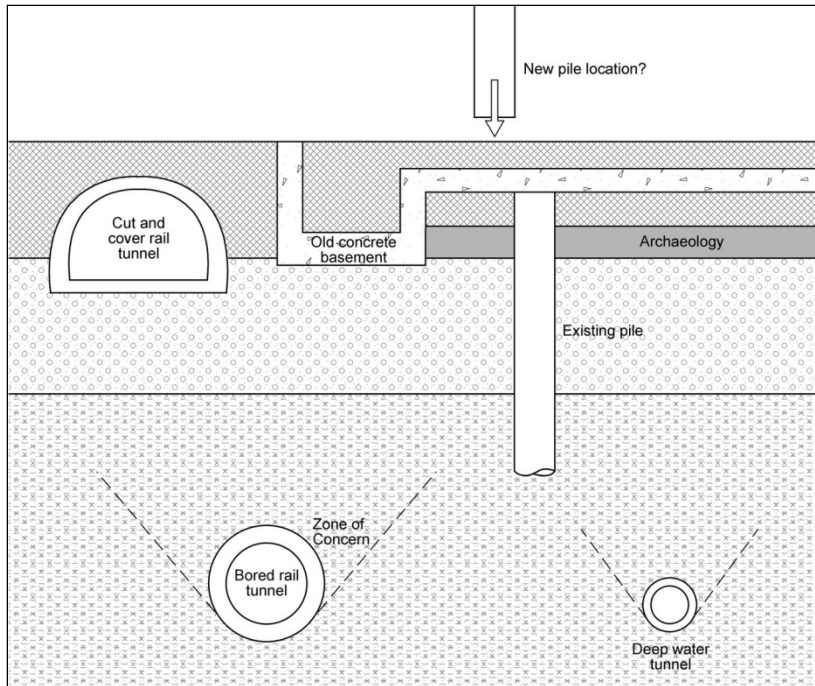 New pile location?
Cut and
cover rail
tunnel
Old concrete
basement
Archaeology
Existing pile
Zone of
Concern
Bored rail
tunnel
Deep water
tunnel